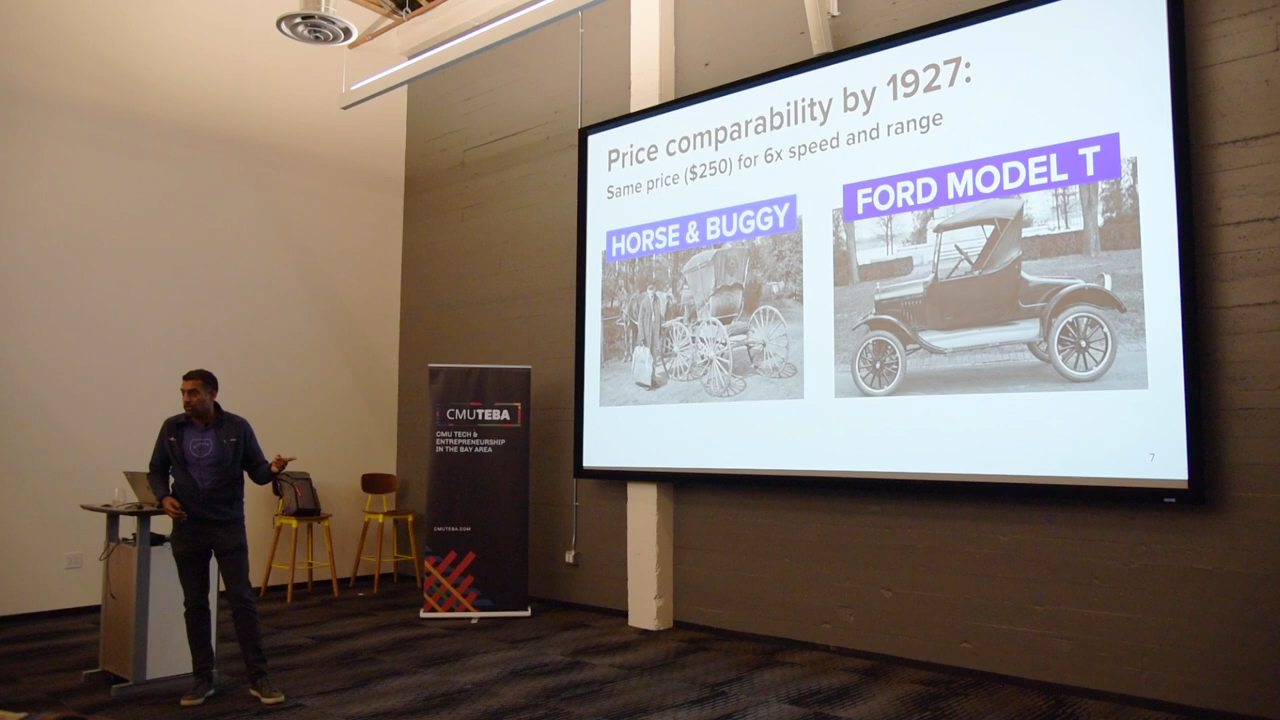 Price comparability by 1927:
Same price ($250) for 6x speed and range
HORSE & BUGGY
FORD MODEL T
7
CMUTEBA
CMU TECH &
ENTREPRENEURSHIP
IN THE BAY AREA
CMUTEBA.COM